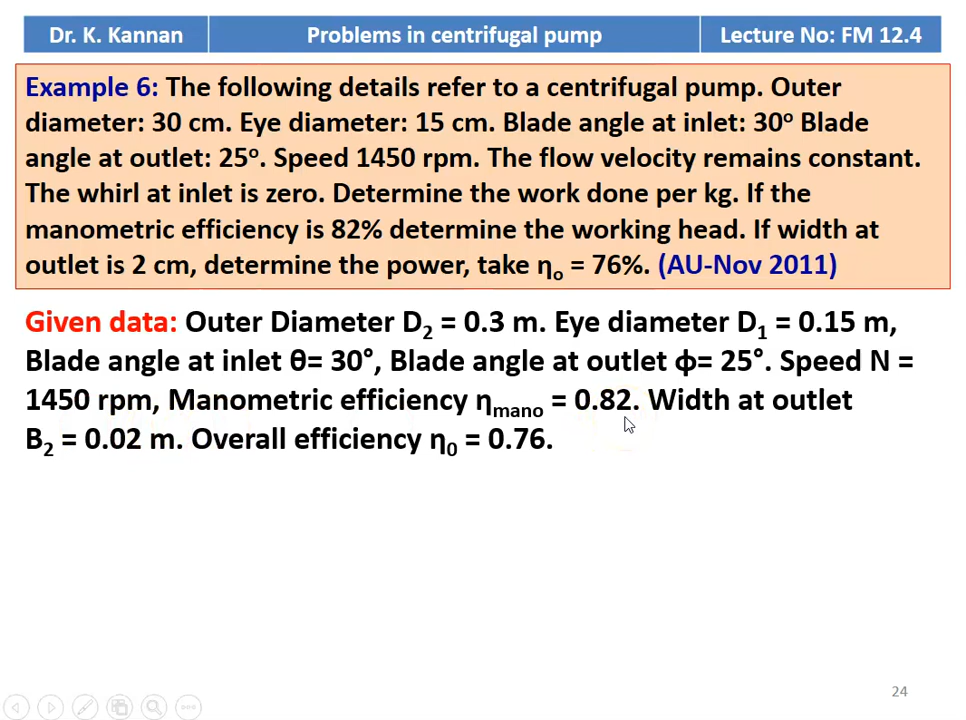 Dr. K. Kannan
Problems in centrifugal pump
Lecture No: FM 12.4
Example 6: The following details refer to a centrifugal pump. Outer
diameter: 30 cm. Eye diameter: 15 cm. Blade angle at inlet: 30° Blade
angle at outlet: 25°. Speed 1450 rpm. The flow velocity remains constant.
The whirl at inlet is zero. Determine the work done per kg. If the
manometric efficiency is 82% determine the working head. If width at
outlet is 2 cm, determine the power, take ηₒ = 76%. (AU-Nov 2011)
Given data: Outer Diameter D₂ = 0.3 m. Eye diameter D₁ = 0.15 m,
Blade angle at inlet θ= 30°, Blade angle at outlet ϕ= 25°. Speed N =
1450 rpm, Manometric efficiency ηmano = 0.82. Width at outlet
B₂ = 0.02 m. Overall efficiency η₀ = 0.76.
24